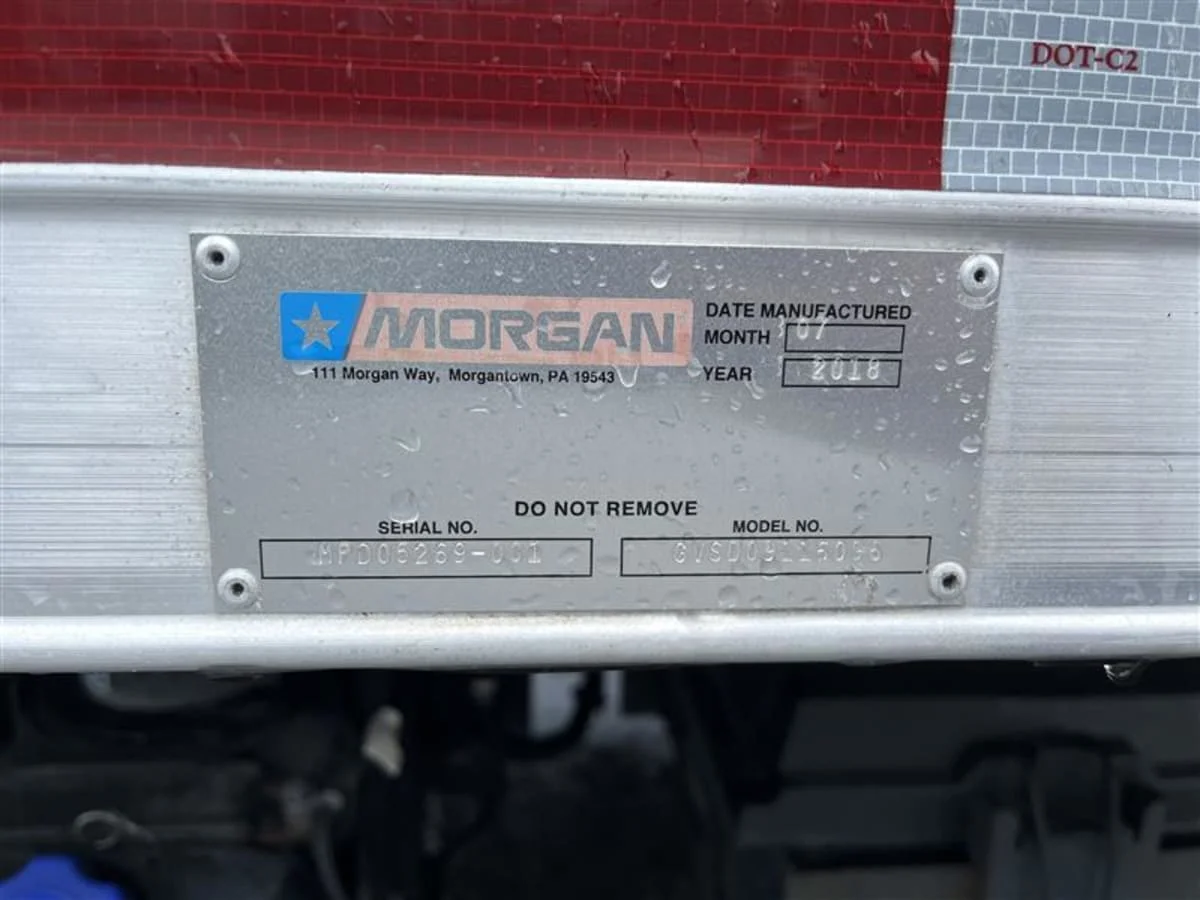 DOT-C2
MORGAN
111 Morgan Way, Morgantown, PA 19543
DATE MANUFACTURED
MONTH 07
YEAR 2018
DO NOT REMOVE
SERIAL NO.
MODEL NO.